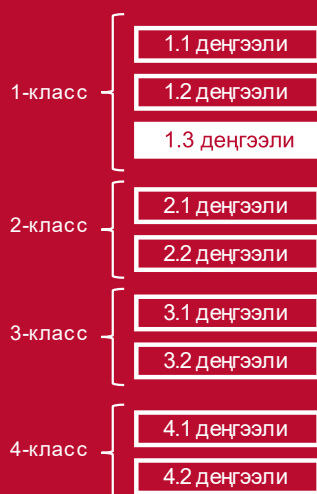 1-класс
1.1 деңгээли
1.2 деңгээли
1.3 деңгээли
2-класс
2.1 деңгээли
2.2 деңгээли
3-класс
3.1 деңгээли
3.2 деңгээли
4-класс
4.1 деңгээли
4.2 деңгээли